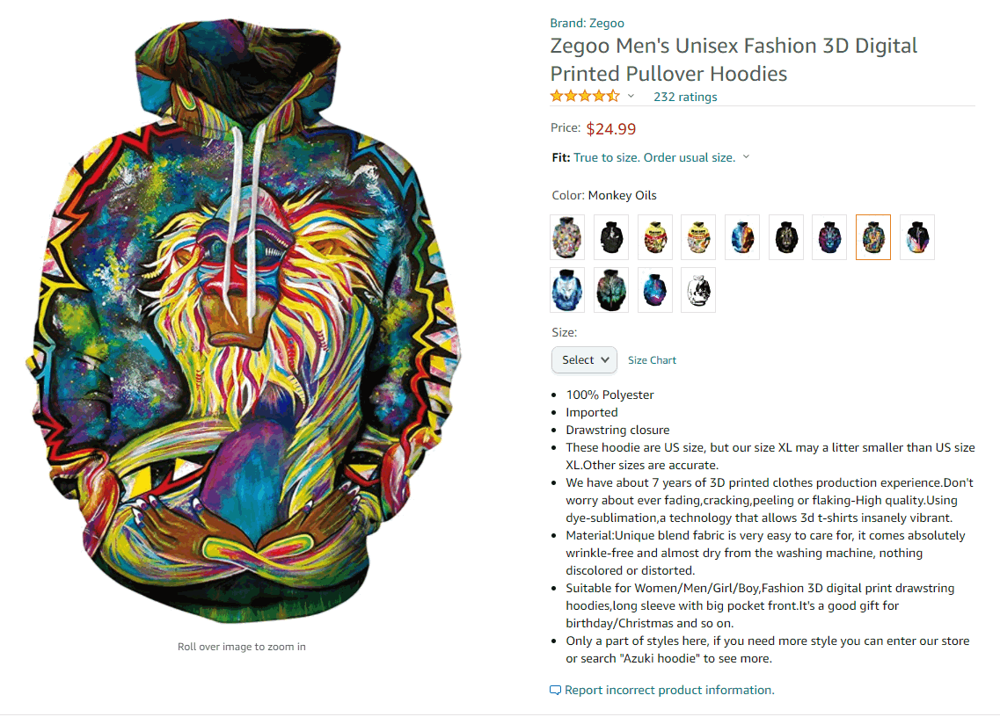 Brand: Zegoo
Zegoo Men's Unisex Fashion 3D Digital
Printed Pullover Hoodies
232 ratings
Price: $24.99
Fit: True to size. Order usual size.
Color: Monkey Oils
Size:
Select
Size Chart
100% Polyester
Imported
Drawstring closure
These hoodie are US size, but our size XL may a litter smaller than US size
XL.Other sizes are accurate.
We have about 7 years of 3D printed clothes production experience.Don't
worry about ever fading,cracking,peeling or flaking-High quality.Using
dye-sublimation,a technology that allows 3d t-shirts insanely vibrant.
Material:Unique blend fabric is very easy to care for, it comes absolutely
wrinkle-free and almost dry from the washing machine, nothing
discolored or distorted.
Suitable for Women/Men/Girl/Boy,Fashion 3D digital print drawstring
hoodies,long sleeve with big pocket front.It's a good gift for
birthday/Christmas and so on.
Only a part of styles here, if you need more style you can enter our store
or search "Azuki hoodie" to see more.
Roll over image to zoom in
Report incorrect product information.